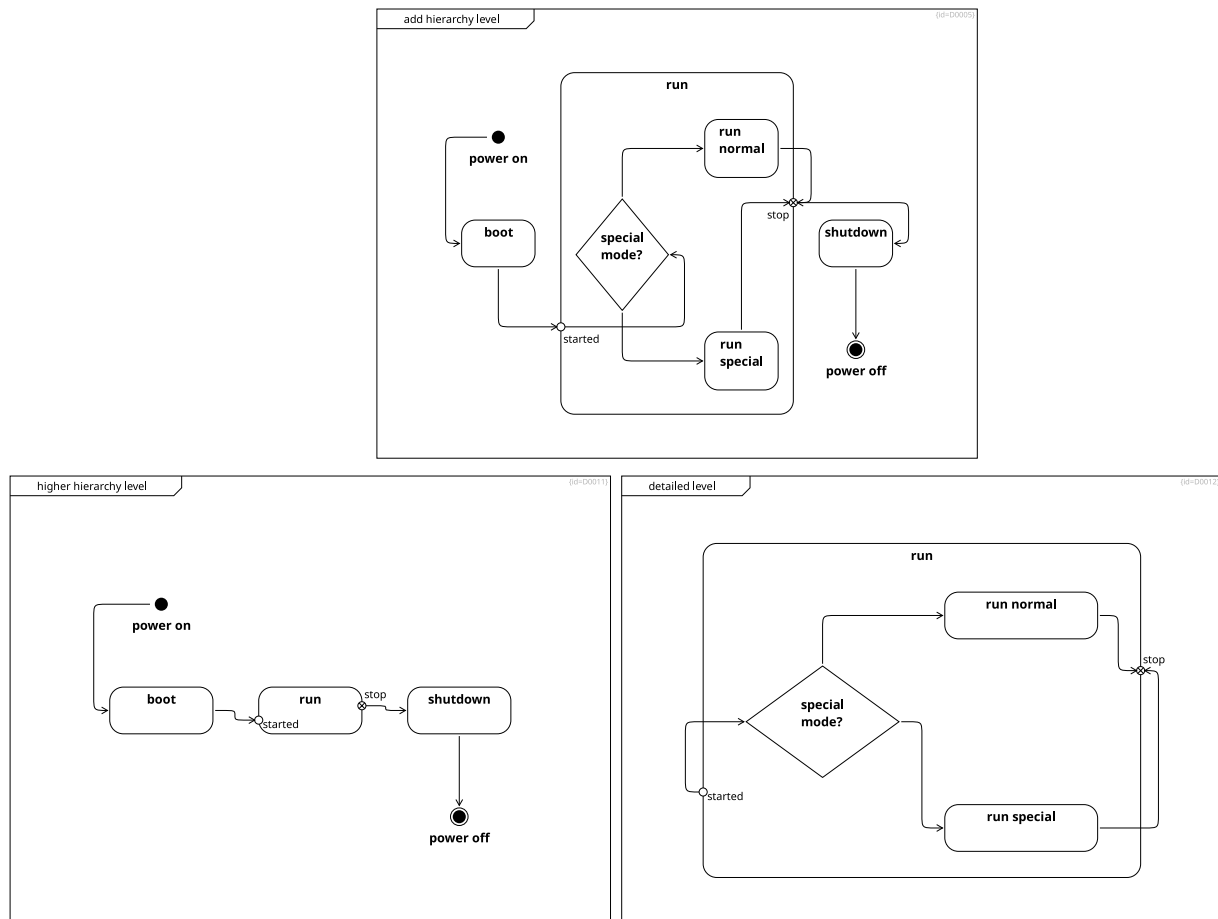 add hierarchy level
{id=D0005}
run
run
normal
power on
stop
boot
special
mode?
shutdown
started
run
special
power off
higher hierarchy level
{id=D0011}
power on
boot
run
stop
started
shutdown
power off
detailed level
{id=D0012}
run
run normal
stop
special
mode?
started
run special